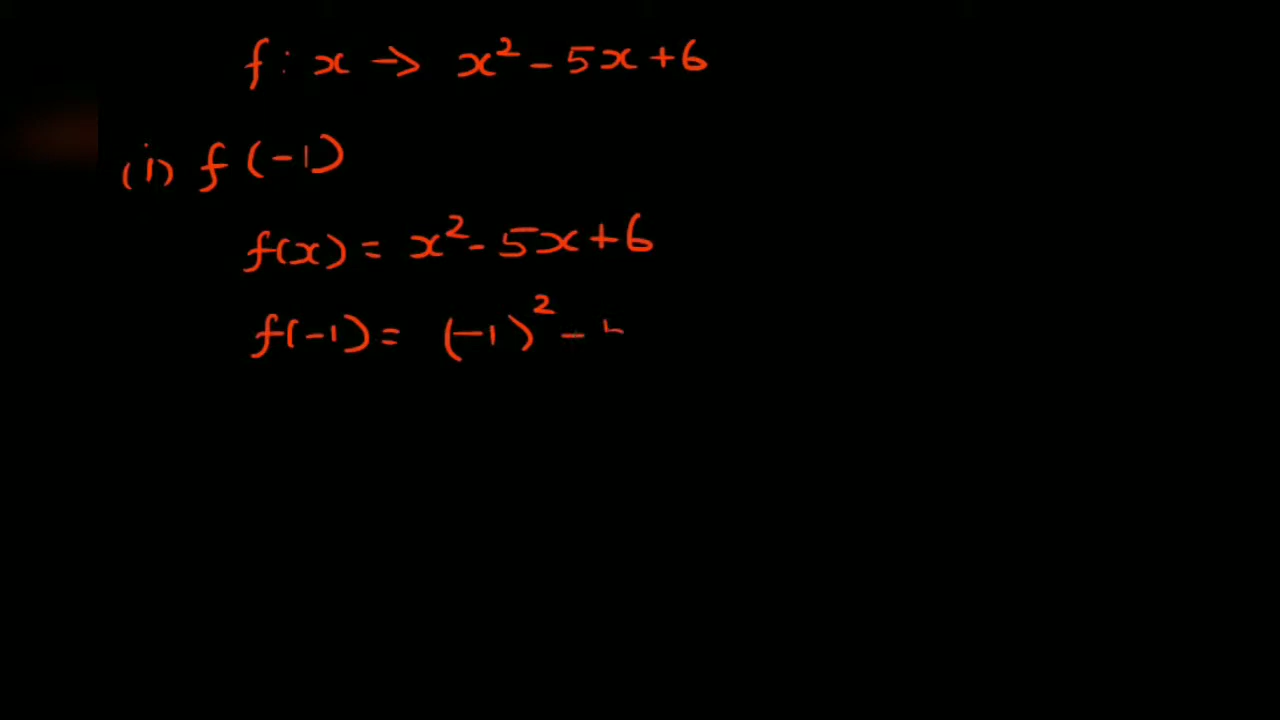 f : x → x² - 5x + 6
(i) f(-1)
f(x) = x² - 5x + 6
f(-1) = (-1)² -